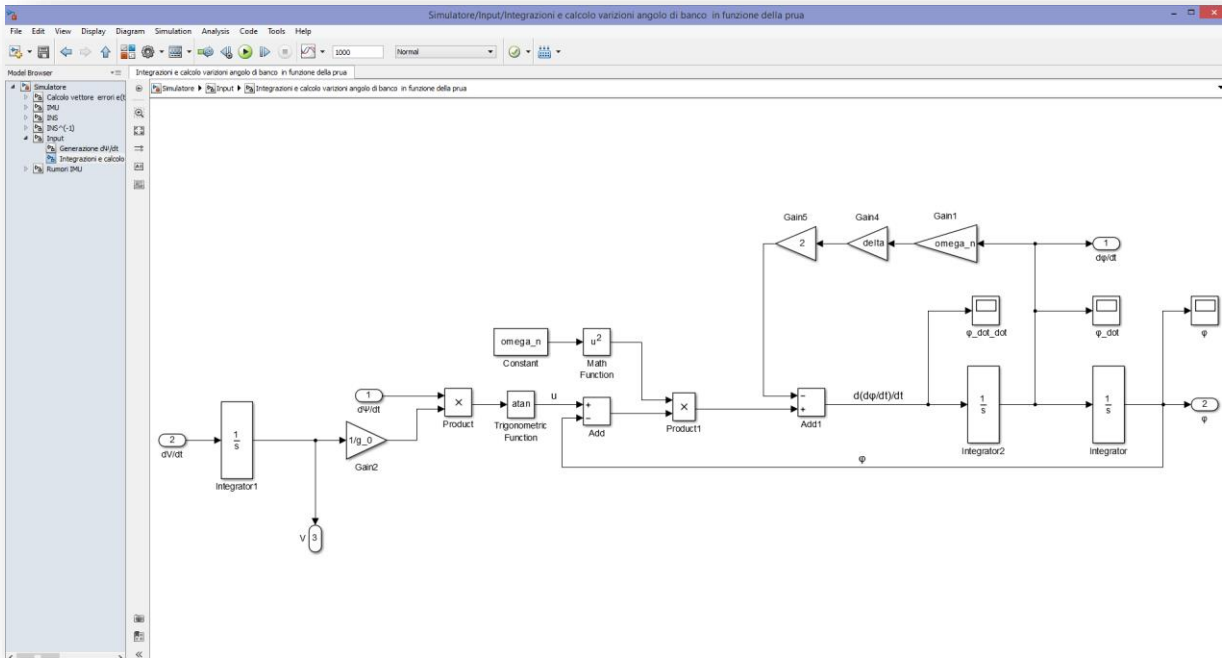 Simulatore/Input/Integrazioni e calcolo varizioni angolo di banco in funzione della prua
File Edit View Display Diagram Simulation Analysis Code Tools Help
1000
Normal
Model Browser
Integrazioni e calcolo varizioni angolo di banco in funzione della prua
Simulatore Input Integrazioni e calcolo varizioni angolo di banco in funzione della prua
Simulatore
Calcolo vettore errori e(t
IMU
INS
INS^(-1)
Input
Generazione dΨ/dt
Integrazioni e calcolo
Rumori IMU
Gain5
Gain4
Gain1
2
delta
omega_n
1
dφ/dt
φ_dot_dot
φ_dot
φ
omega_n
Constant
u²
Math
Function
1
dΨ/dt
×
Product
atan
Trigonometric
Function
u
+
−
Add
×
Product1
−
+
Add1
d(dφ/dt)/dt
1
s
Integrator2
1
s
Integrator
2
φ
φ
2
dV/dt
1
s
Integrator1
1/g_0
Gain2
V 3